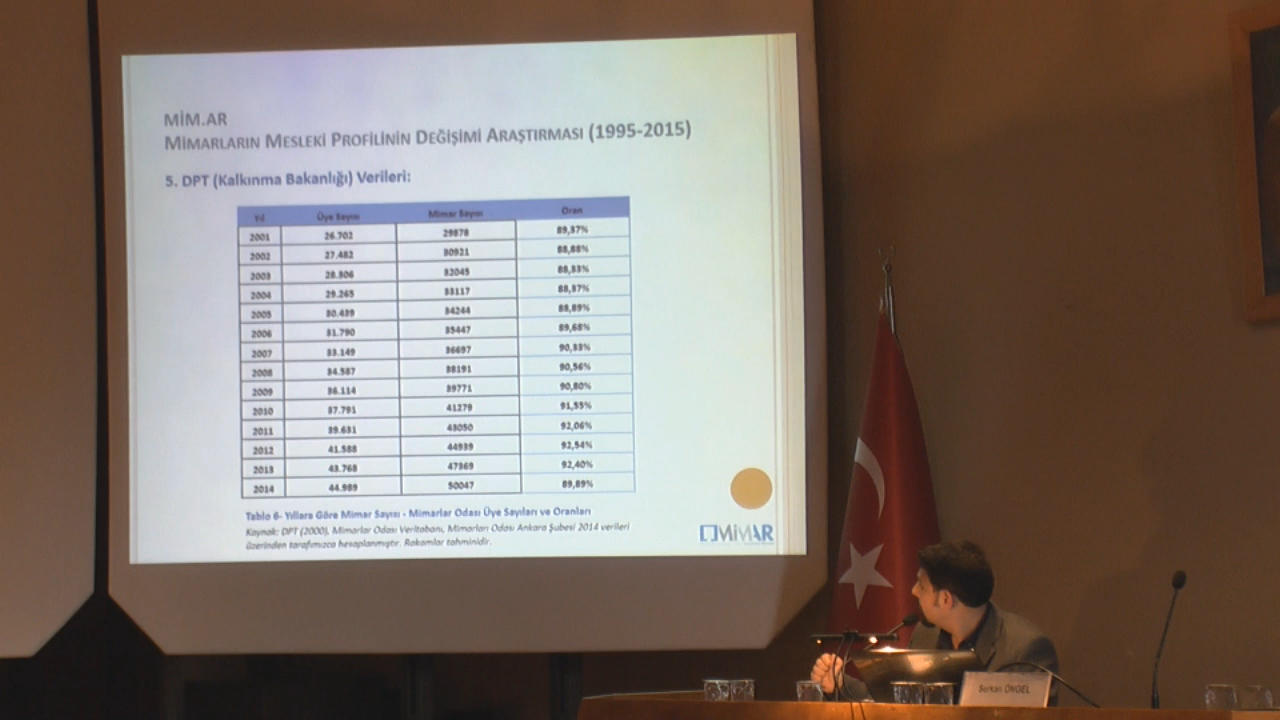 MİM.AR
MİMARLARIN MESLEKİ PROFİLİNİN DEĞİŞİMİ ARAŞTIRMASI (1995-2015)
5. DPT (Kalkınma Bakanlığı) Verileri:
Yıl Üye Sayısı Mimar Sayısı Oran
2001 26.702 29878 89,37%
2002 27.482 30921 88,88%
2003 28.306 32045 88,33%
2004 29.265 33117 88,37%
2005 30.439 34244 88,89%
2006 31.790 35447 89,68%
2007 33.149 36697 90,33%
2008 34.587 38191 90,56%
2009 36.114 39771 90,80%
2010 37.791 41279 91,55%
2011 39.631 43050 92,06%
2012 41.588 44939 92,54%
2013 43.768 47369 92,40%
2014 44.989 50047 89,89%
Tablo 6- Yıllara Göre Mimar Sayısı - Mimarlar Odası Üye Sayıları ve Oranları
Kaynak: DPT (2000), Mimarlar Odası Veritabanı, Mimarları Odası Ankara Şubesi 2014 verileri
üzerinden tarafımızca hesaplanmıştır. Rakamlar tahminidir.
MİMAR
Serkan ÖNGEL